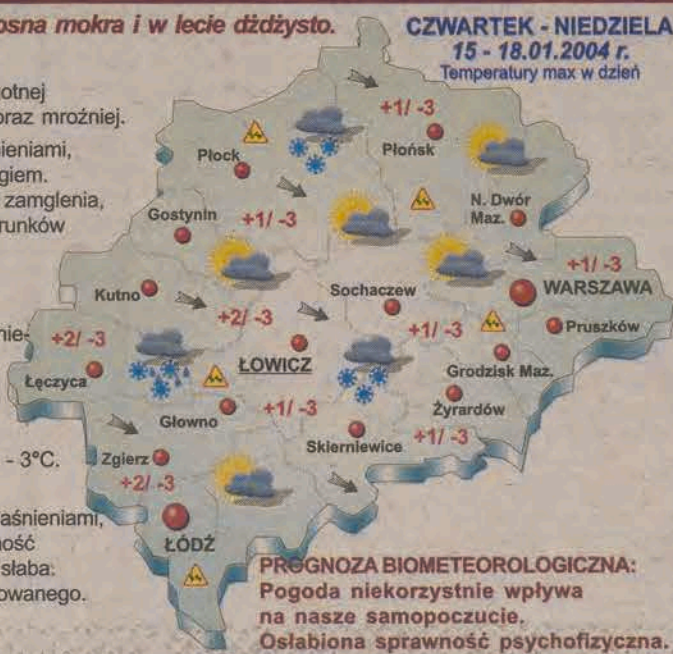 osna mokra i w lecie dżdżysto.
CZWARTEK - NIEDZIELA
15 - 18.01.2004 r.
Temperatury max w dzień
otnej
oraz mroźniej.
nieniami,
giem.
zamglenia,
runków
nie-
- 3°C.
aśnieniami,
ność
słaba:
owanego.
+1/ -3
Płock
Płońsk
Gostynin
+1/ -3
N. Dwór
Maz.
+1/ -3
Kutno
Sochaczew
WARSZAWA
+2/ -3
+2/ -3
+1/ -3
Pruszków
Łęczyca
ŁOWICZ
Grodzisk Maz.
Głowno
+1/ -3
Żyrardów
Skierniewice
+1/ -3
Zgierz
+2/ -3
ŁÓDŹ
PROGNOZA BIOMETEOROLOGICZNA:
Pogoda niekorzystnie wpływa
na nasze samopoczucie.
Osłabiona sprawność psychofizyczna.